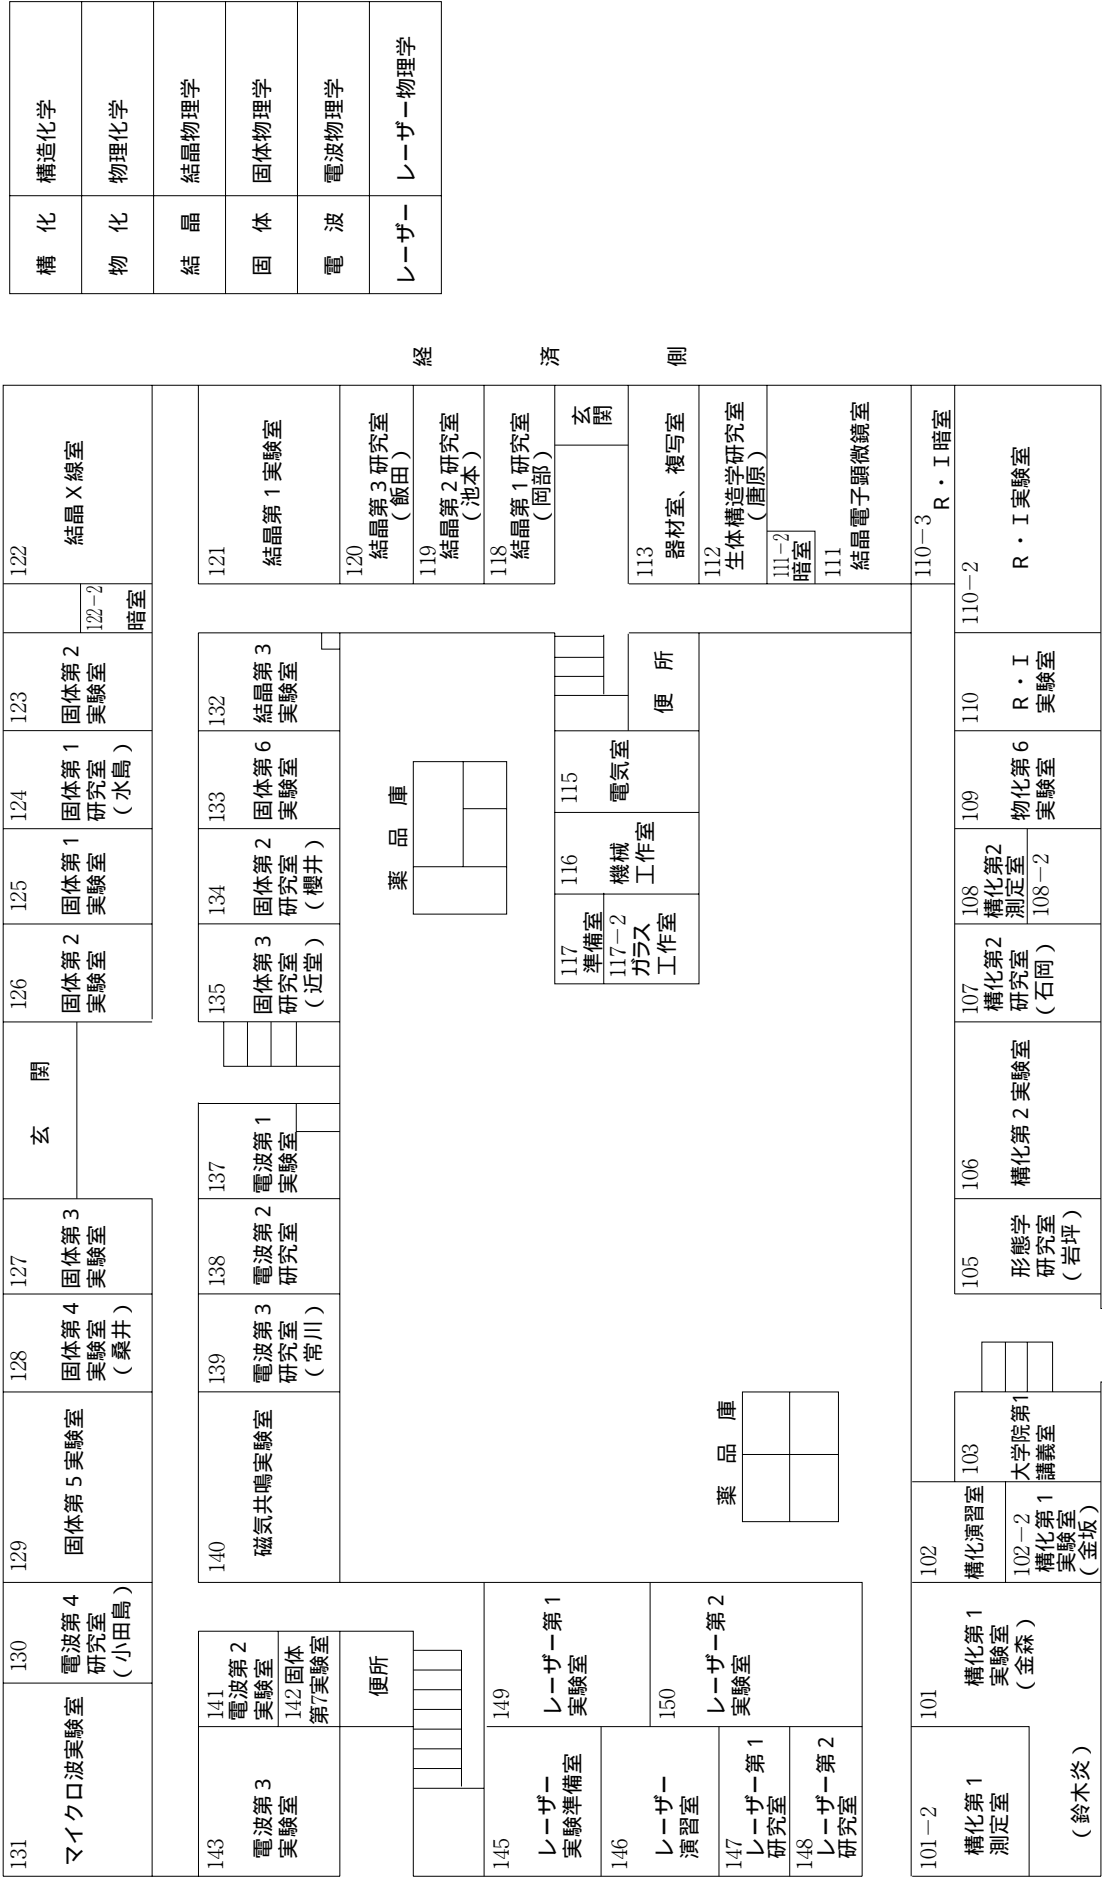 構 化 構造化学
物 化 物理化学
結 晶 結晶物理学
固 体 固体物理学
電 波 電波物理学
レーザー レーザー物理学
経 済 側
131
マイクロ波実験室
130
電波第4
研究室
(小田島)
129
固体第5実験室
128
固体第4
実験室
(桑井)
127
固体第3
実験室
玄 関
126
固体第2
実験室
125
固体第1
実験室
124
固体第1
研究室
(水島)
123
固体第2
実験室
122-2
暗室
122
結晶X線室
143
電波第3
実験室
141
電波第2
実験室
142固体
第7実験室
便所
140
磁気共鳴実験室
139
電波第3
研究室
(常川)
138
電波第2
研究室
137
電波第1
実験室
135
固体第3
研究室
(近堂)
134
固体第2
研究室
(櫻井)
133
固体第6
実験室
132
結晶第3
実験室
121
結晶第1実験室
120
結晶第3研究室
(飯田)
119
結晶第2研究室
(池本)
118
結晶第1研究室
(岡部)
玄
関
113
器材室、複写室
112
生体構造学研究室
(唐原)
111-2
暗室
111
結晶電子顕微鏡室
110-3
R・I暗室
110-2
R・I実験室
薬 品 庫
117
準備室
117-2
ガラス
工作室
116
機械
工作室
115
電気室
便 所
薬 品 庫
145
レーザー
実験準備室
146
レーザー
演習室
147
レーザー第1
研究室
148
レーザー第2
研究室
149
レーザー第1
実験室
150
レーザー第2
実験室
101-2
構化第1
測定室
(鈴木炎)
101
構化第1
実験室
(金森)
102
構化演習室
102-2
構化第1
実験室
(金坂)
103
大学院第1
講義室
105
形態学
研究室
(岩坪)
106
構化第2実験室
107
構化第2
研究室
(石岡)
108
構化第2
測定室
108-2
109
物化第6
実験室
110
R・I
実験室